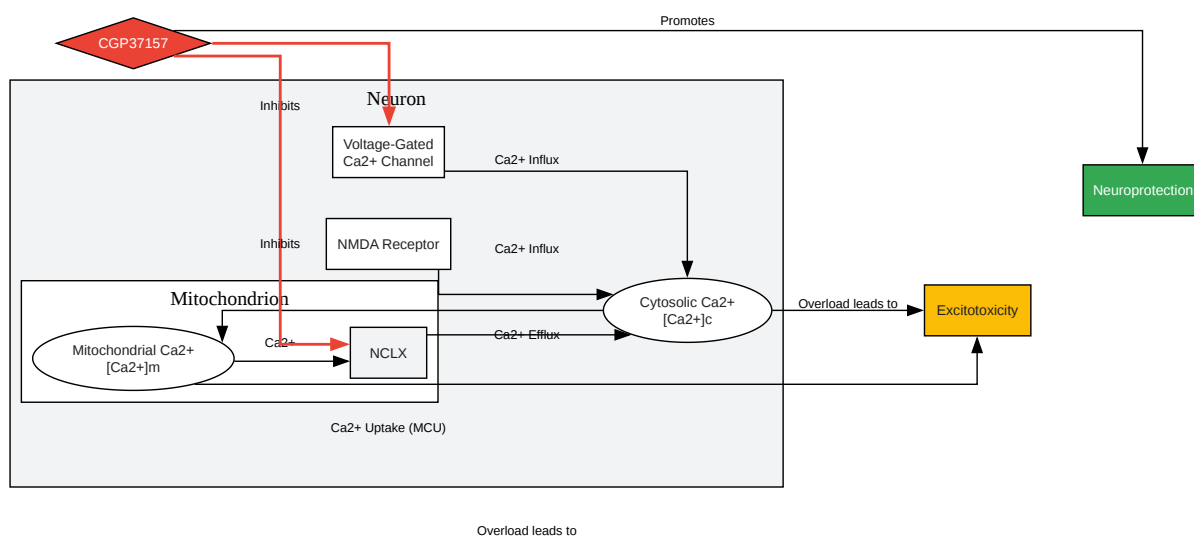 Promotes
CGP37157
Neuron
Inhibits
Voltage-Gated
Ca2+ Channel
Ca2+ Influx
Neuroprotection
Inhibits
NMDA Receptor
Ca2+ Influx
Mitochondrion
Cytosolic Ca2+
[Ca2+]c
Overload leads to
Excitotoxicity
Mitochondrial Ca2+
[Ca2+]m
Ca2+
NCLX
Ca2+ Efflux
Ca2+ Uptake (MCU)
Overload leads to